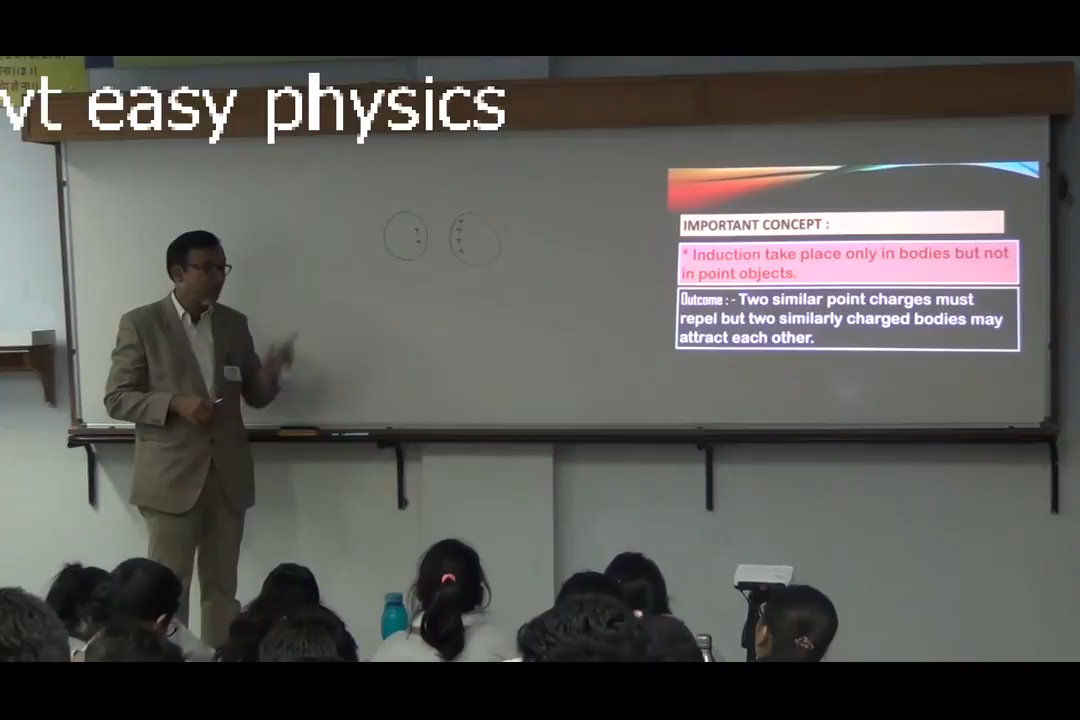 vt easy physics
IMPORTANT CONCEPT :
* Induction take place only in bodies but not
in point objects.
Outcome : - Two similar point charges must
repel but two similarly charged bodies may
attract each other.